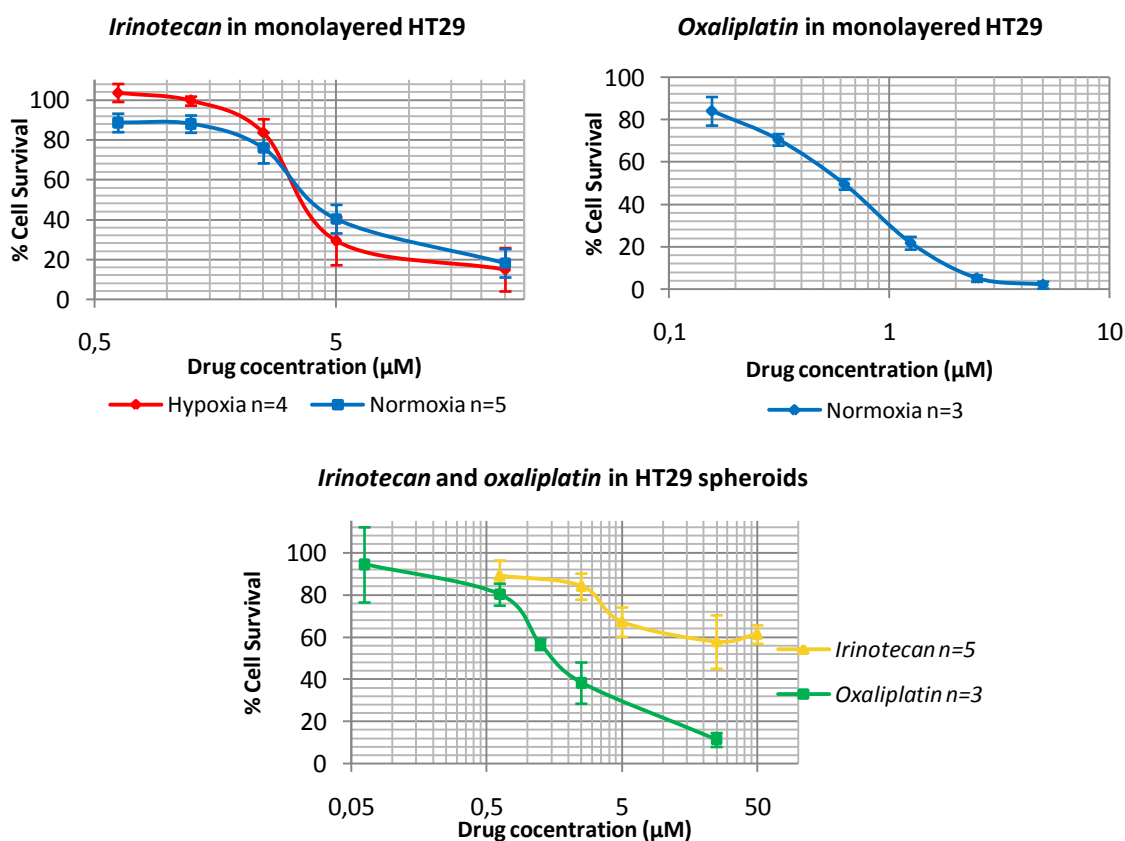 Irinotecan in monolayered HT29
% Cell Survival
100
80
60
40
20
0
0,5
5
Drug cocentration (µM)
Hypoxia n=4
Normoxia n=5
Oxaliplatin in monolayered HT29
% Cell Survival
100
80
60
40
20
0
0,1
1
10
Drug concentration (µM)
Normoxia n=3
Irinotecan and oxaliplatin in HT29 spheroids
% Cell Survival
100
80
60
40
20
0
0,05
0,5
5
50
Drug cocentration (µM)
Irinotecan n=5
Oxaliplatin n=3